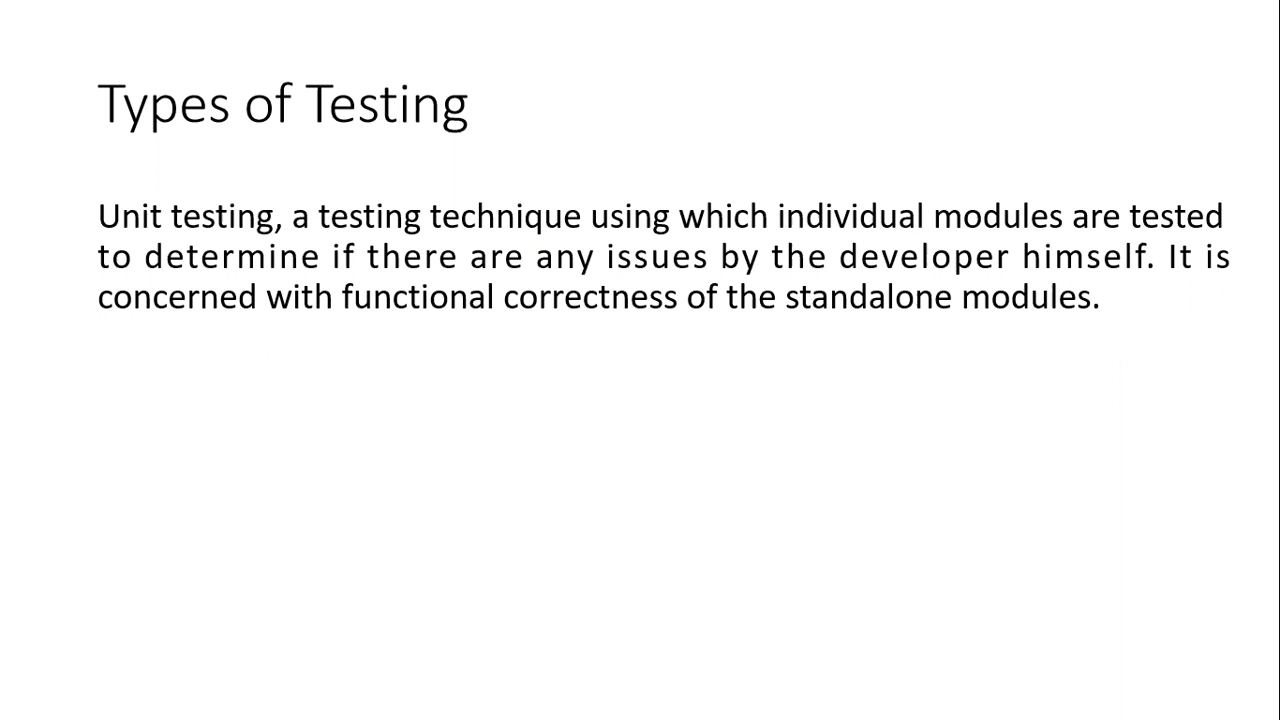 Types of Testing
Unit testing, a testing technique using which individual modules are tested
to determine if there are any issues by the developer himself. It is
concerned with functional correctness of the standalone modules.